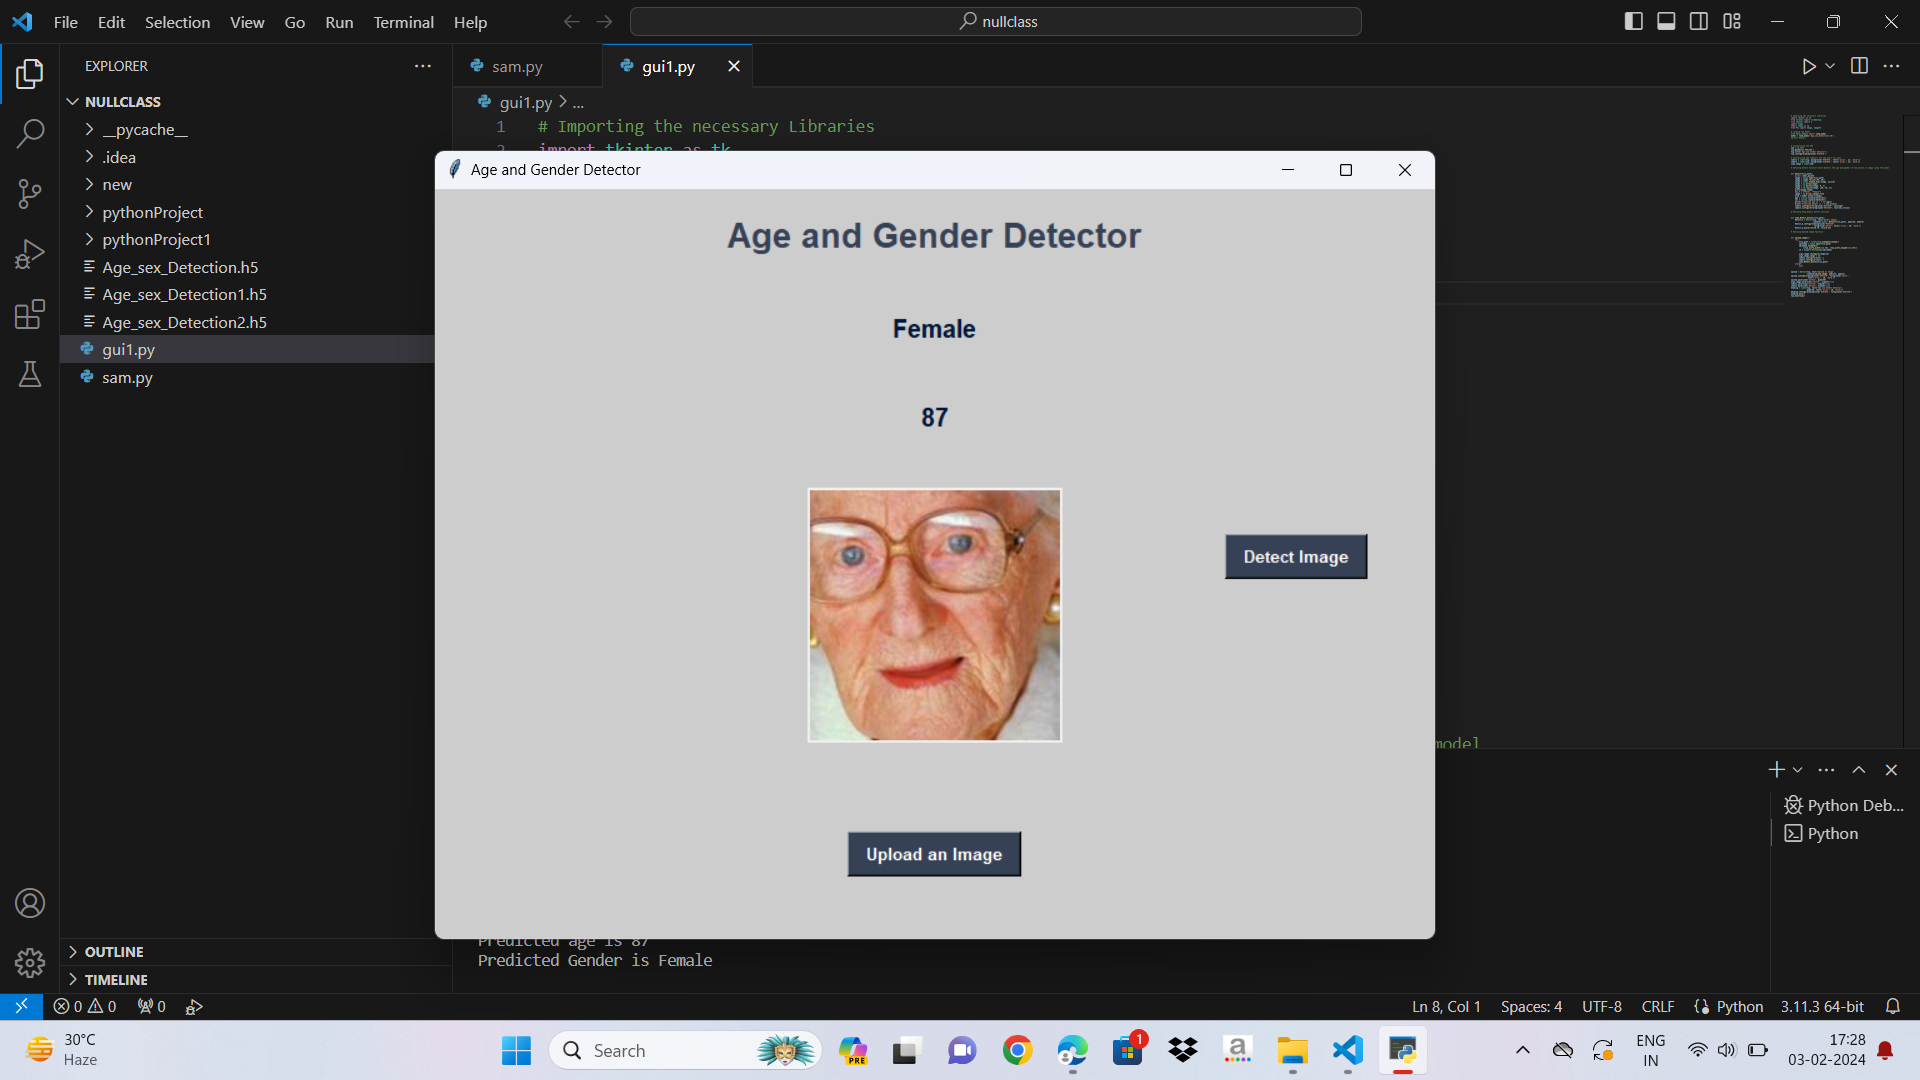 File Edit Selection View Go Run Terminal Help
nullclass
EXPLORER
sam.py
gui1.py
NULLCLASS
gui1.py > ...
__pycache__
1 # Importing the necessary Libraries
.idea
2 import tkinter as tk
new
pythonProject
pythonProject1
Age_sex_Detection.h5
Age_sex_Detection1.h5
Age_sex_Detection2.h5
gui1.py
sam.py
Age and Gender Detector
Age and Gender Detector
Female
87
Detect Image
Upload an Image
model
Python Deb...
Python
Predicted age is 87
Predicted Gender is Female
OUTLINE
TIMELINE
0 0 0
Ln 8, Col 1 Spaces: 4 UTF-8 CRLF Python 3.11.3 64-bit
30°C
Haze
Search
PRE
a
1
ENG
IN
17:28
03-02-2024